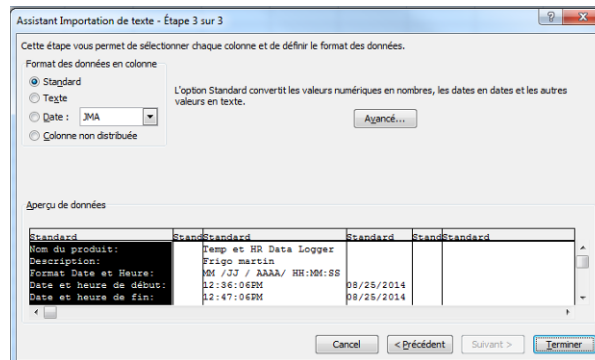 Assistant Importation de texte - Étape 3 sur 3
Cette étape vous permet de sélectionner chaque colonne et de définir le format des données.
Format des données en colonne
Standard
Texte
Date : JMA
Colonne non distribuée
L'option Standard convertit les valeurs numériques en nombres, les dates en dates et les autres
valeurs en texte.
Avancé...
Aperçu de données
Standard Stand Standard Standard Stand Standard
Nom du produit: Temp et HR Data Logger
Description: Frigo martin
Format Date et Heure: MM /JJ / AAAA/ HH:MM:SS
Date et heure de début: 12:36:06PM 08/25/2014
Date et heure de fin: 12:47:06PM 08/25/2014
Cancel < Précédent Suivant > Terminer